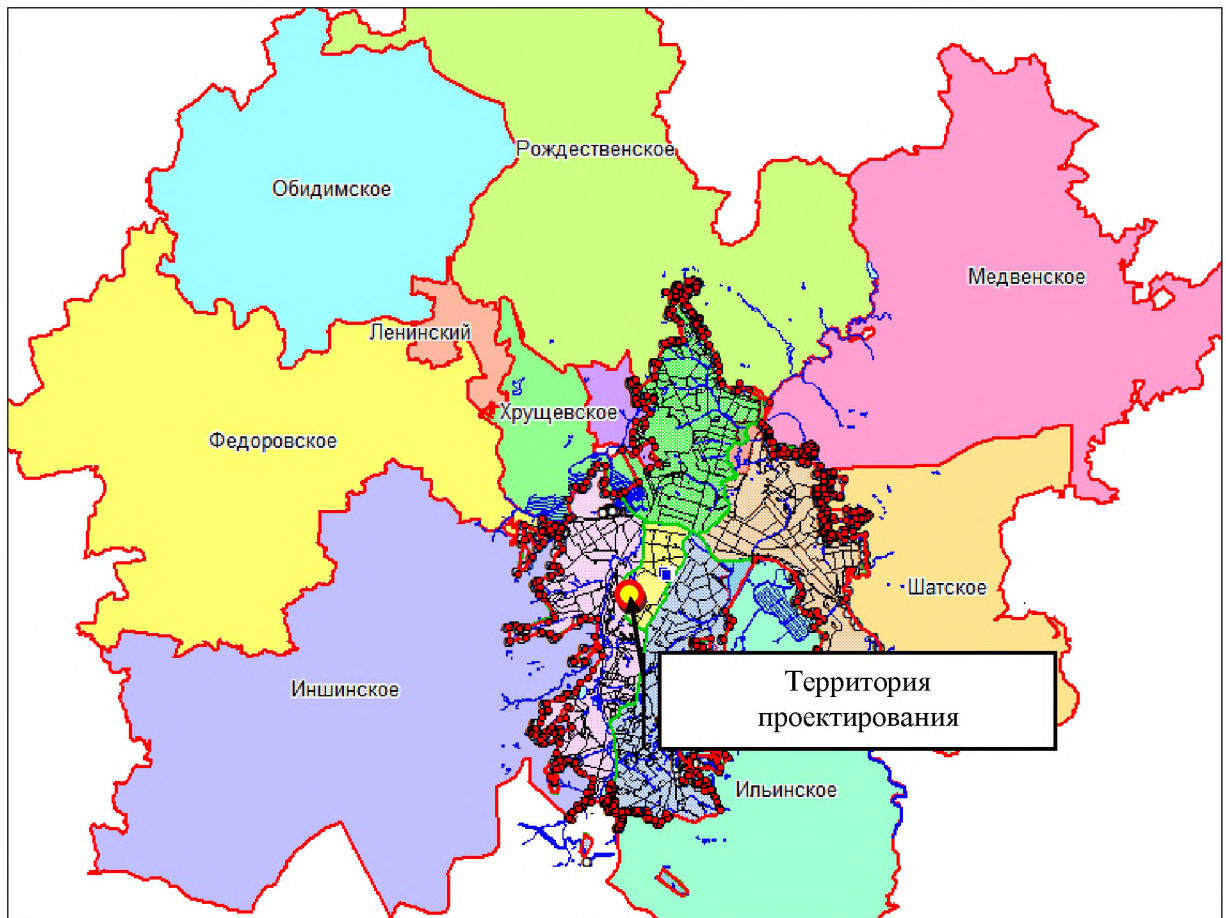 Рождественское
Обидимское
Медвенское
Ленинский
Хрущевское
Федоровское
Шатское
Иншинское
Территория
проектирования
Ильинское